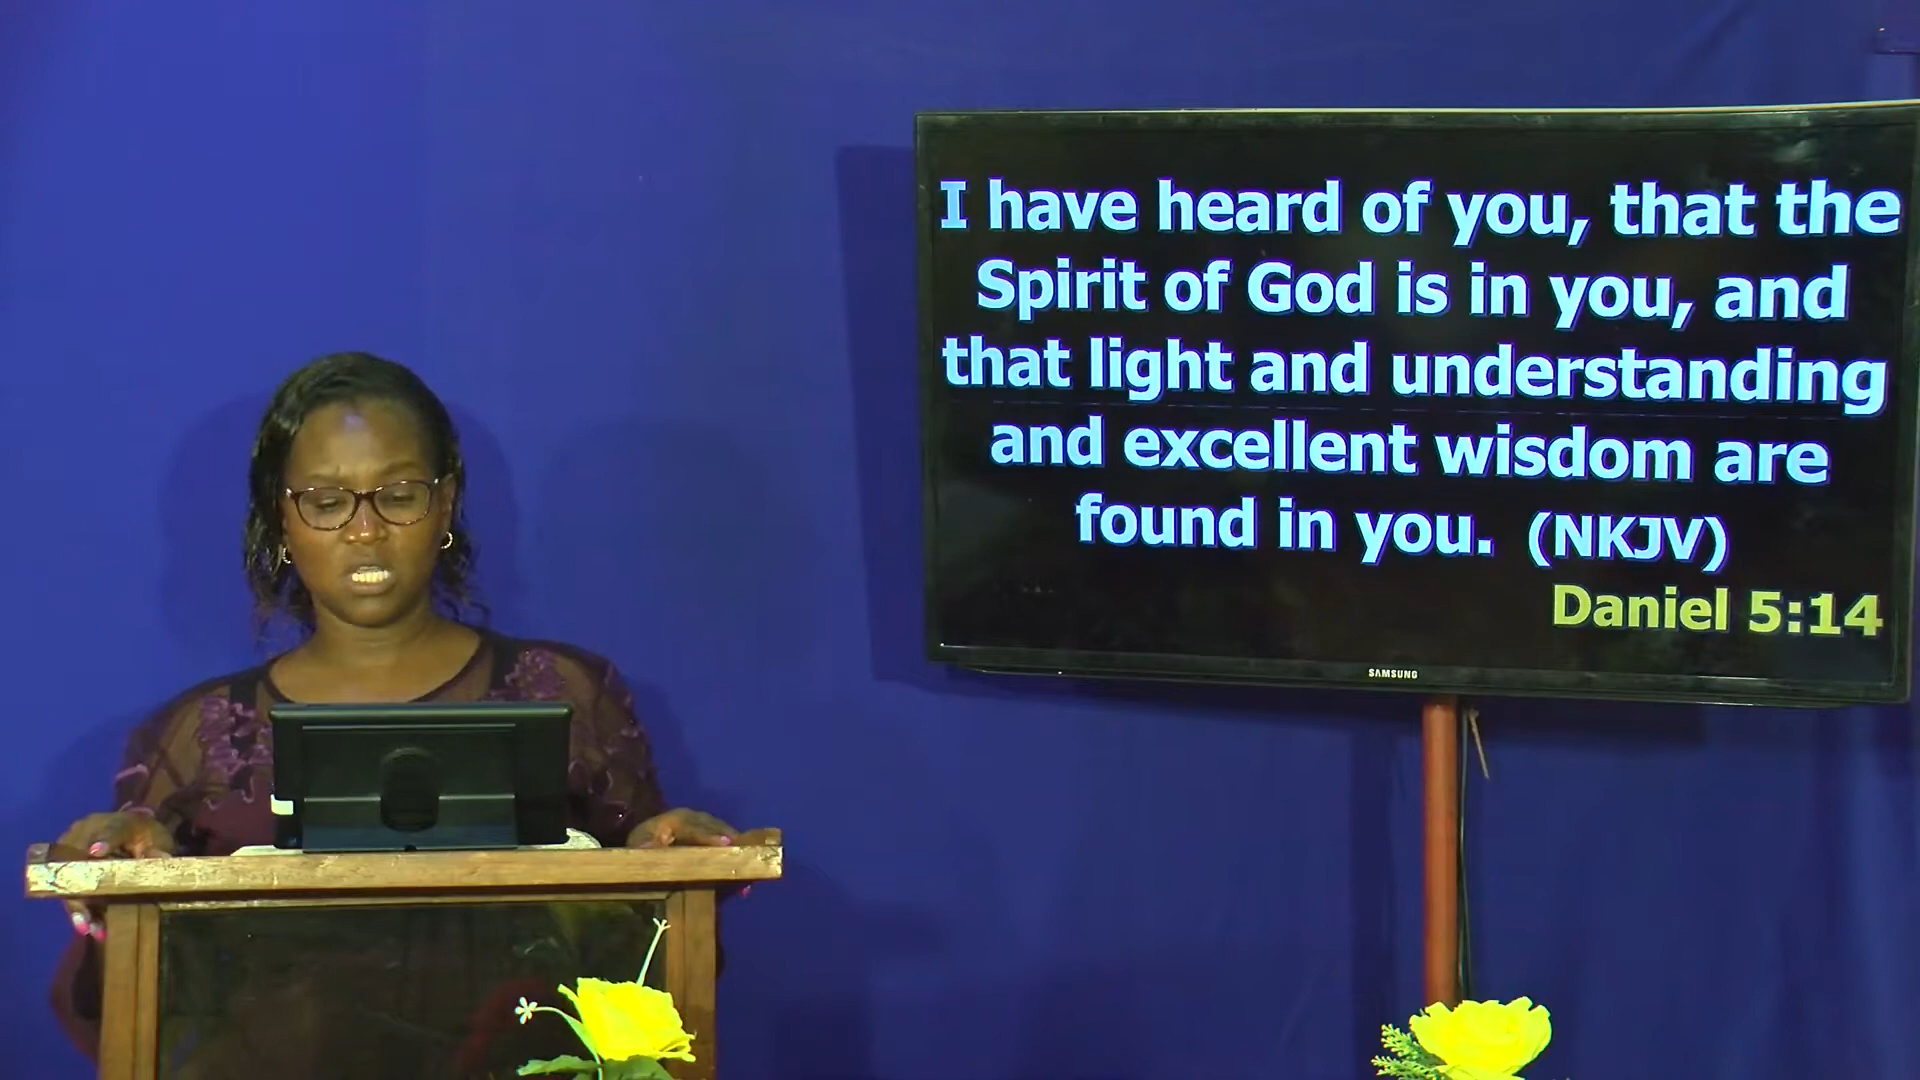 I have heard of you, that the
Spirit of God is in you, and
that light and understanding
and excellent wisdom are
found in you. (NKJV)
Daniel 5:14
SAMSUNG